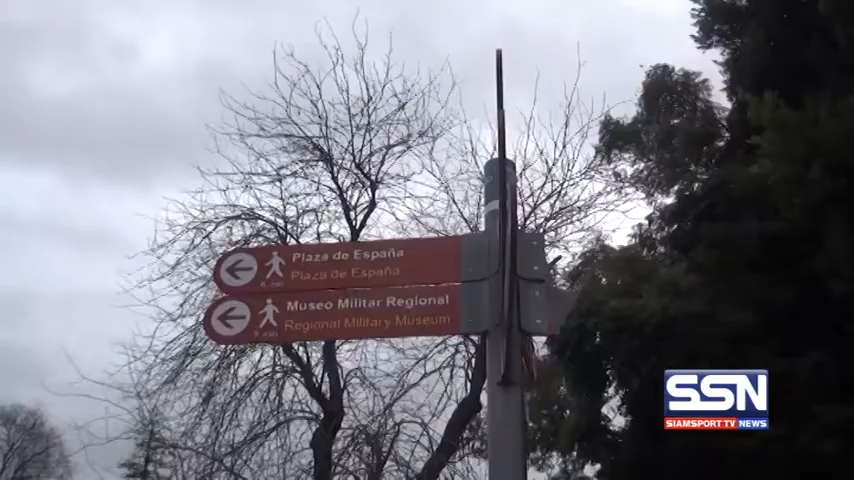 Plaza de España
Plaza de España
Museo Militar Regional
Regional Military Museum
SSN
SIAMSPORT TV NEWS